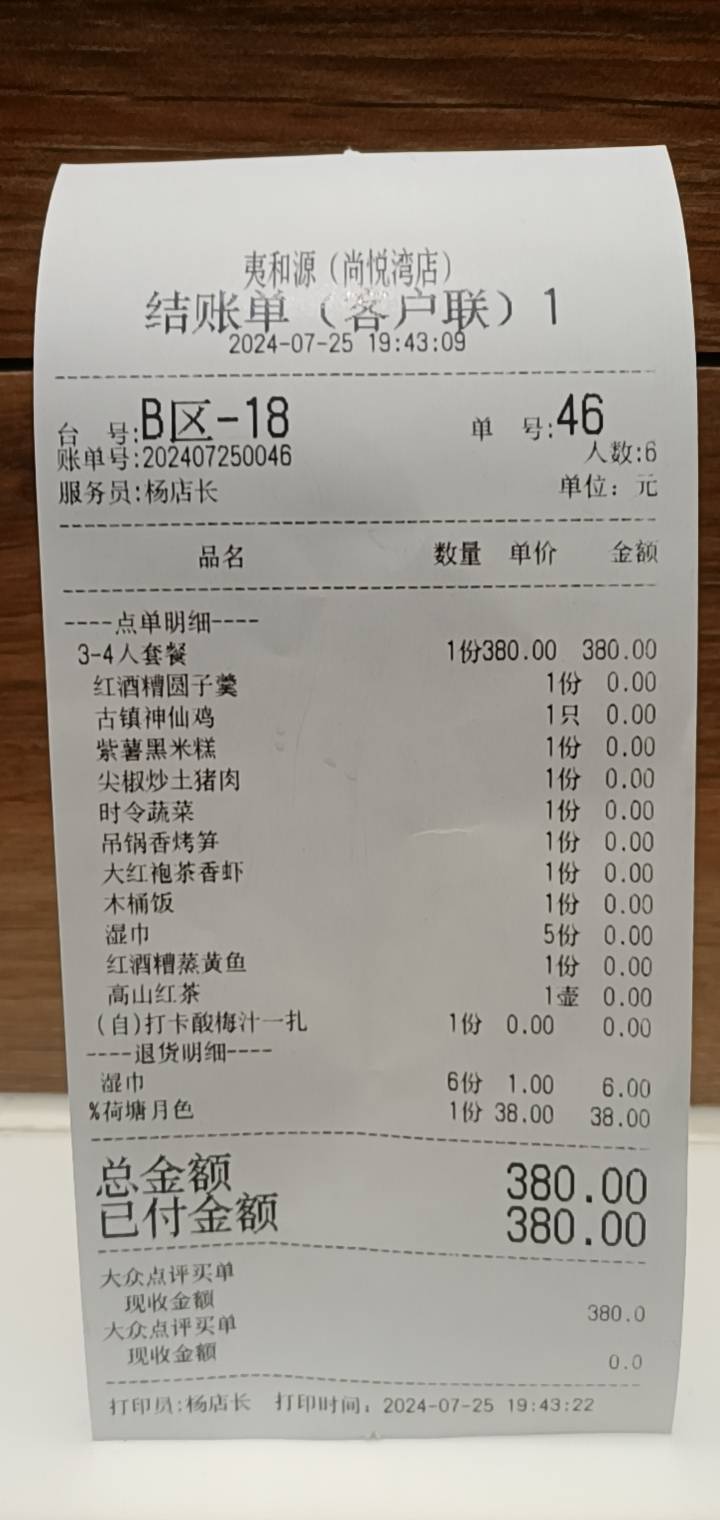 夷和源（尚悦湾店）
结账单（客户联）1
2024-07-25 19:43:09
台 号:B区-18 单 号:46
账单号:202407250046 人数:6
服务员:杨店长 单位：元
品名 数量 单价 金额
----点单明细----
3-4人套餐 1份380.00 380.00
红酒糟圆子羹 1份 0.00
古镇神仙鸡 1只 0.00
紫薯黑米糕 1份 0.00
尖椒炒土猪肉 1份 0.00
时令蔬菜 1份 0.00
吊锅香烤笋 1份 0.00
大红袍茶香虾 1份 0.00
木桶饭 1份 0.00
湿巾 5份 0.00
红酒糟蒸黄鱼 1份 0.00
高山红茶 1壶 0.00
(自)打卡酸梅汁一扎 1份 0.00 0.00
----退货明细----
湿巾 6份 1.00 6.00
%荷塘月色 1份 38.00 38.00
总金额 380.00
已付金额 380.00
大众点评买单
现收金额 380.0
大众点评买单
现收金额 0.0
打印员:杨店长 打印时间：2024-07-25 19:43:22